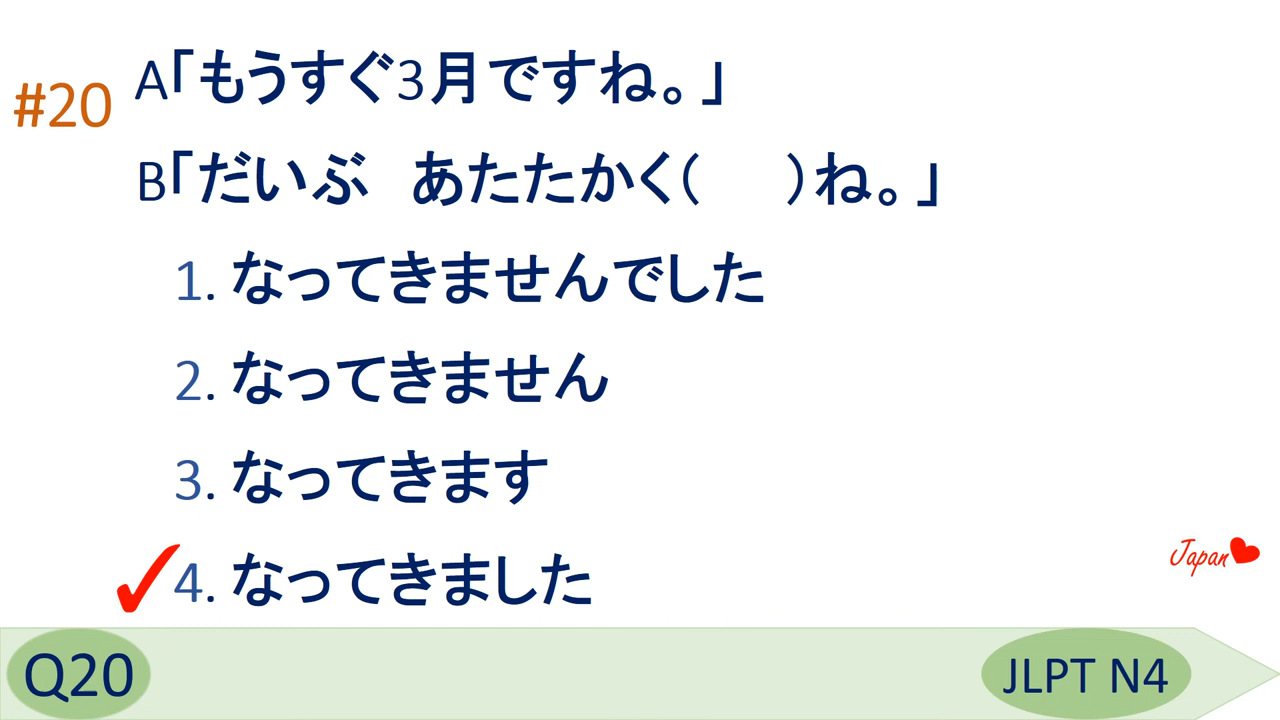 #20
A「もうすぐ3月ですね。」
B「だいぶ　あたたかく(　　)ね。」
1. なってきませんでした
2. なってきません
3. なってきます
✓4. なってきました
Japan
Q20
JLPT N4